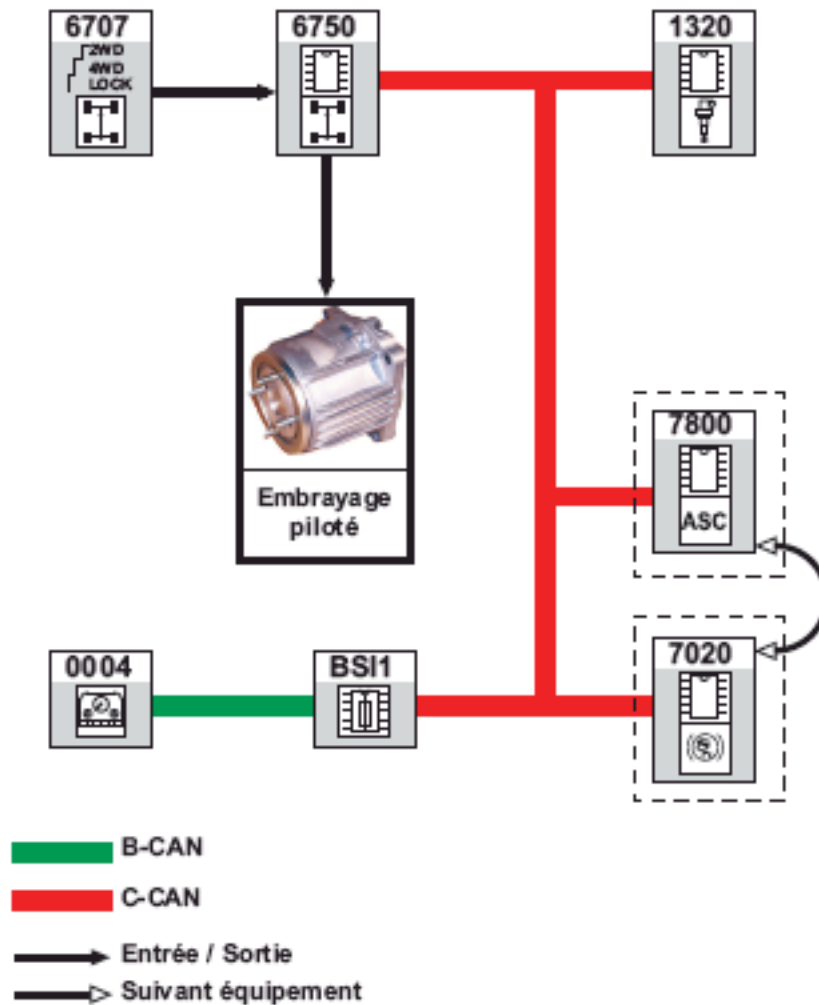 6707
2WD
4WD
LOCK
6750
1320
Embrayage
piloté
7800
ASC
0004
BSI1
7020
B-CAN
C-CAN
Entrée / Sortie
Suivant équipement